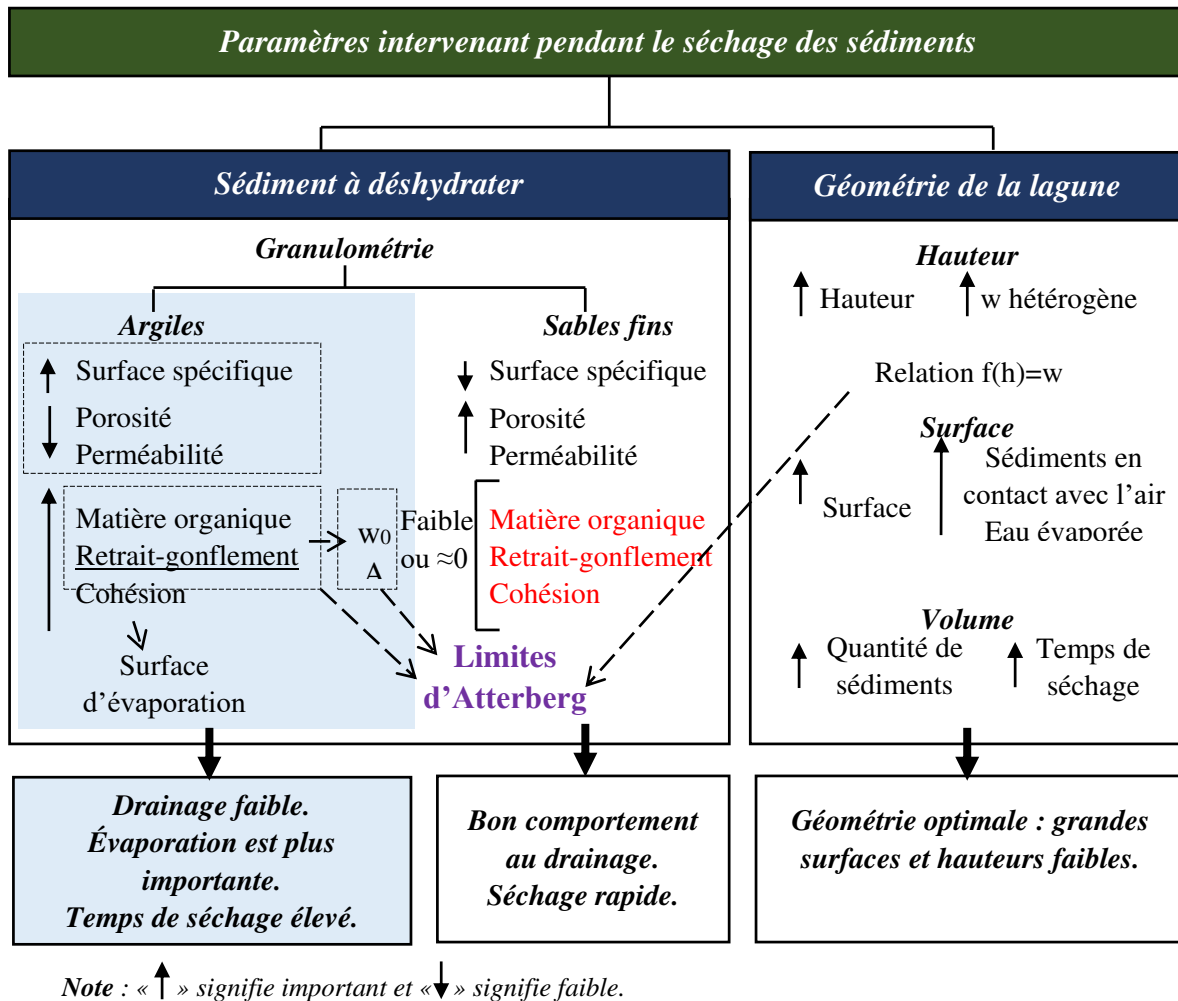 Paramètres intervenant pendant le séchage des sédiments
Sédiment à déshydrater
Granulométrie
Argiles
Surface spécifique
Porosité
Perméabilité
Matière organique
Retrait-gonflement
Cohésion
w0
Surface
d’évaporation
Sables fins
Surface spécifique
Porosité
Perméabilité
Faible
ou ≈0
Matière organique
Retrait-gonflement
Cohésion
Limites
d’Atterberg
Géométrie de la lagune
Hauteur
Hauteur
w hétérogène
Relation f(h)=w
Surface
Surface
Sédiments en
contact avec l’air
Eau évaporée
Volume
Quantité de
sédiments
Temps de
séchage
Drainage faible.
Évaporation est plus
importante.
Temps de séchage élevé.
Bon comportement
au drainage.
Séchage rapide.
Géométrie optimale : grandes
surfaces et hauteurs faibles.
Note : « ↑ » signifie important et « ↓ » signifie faible.